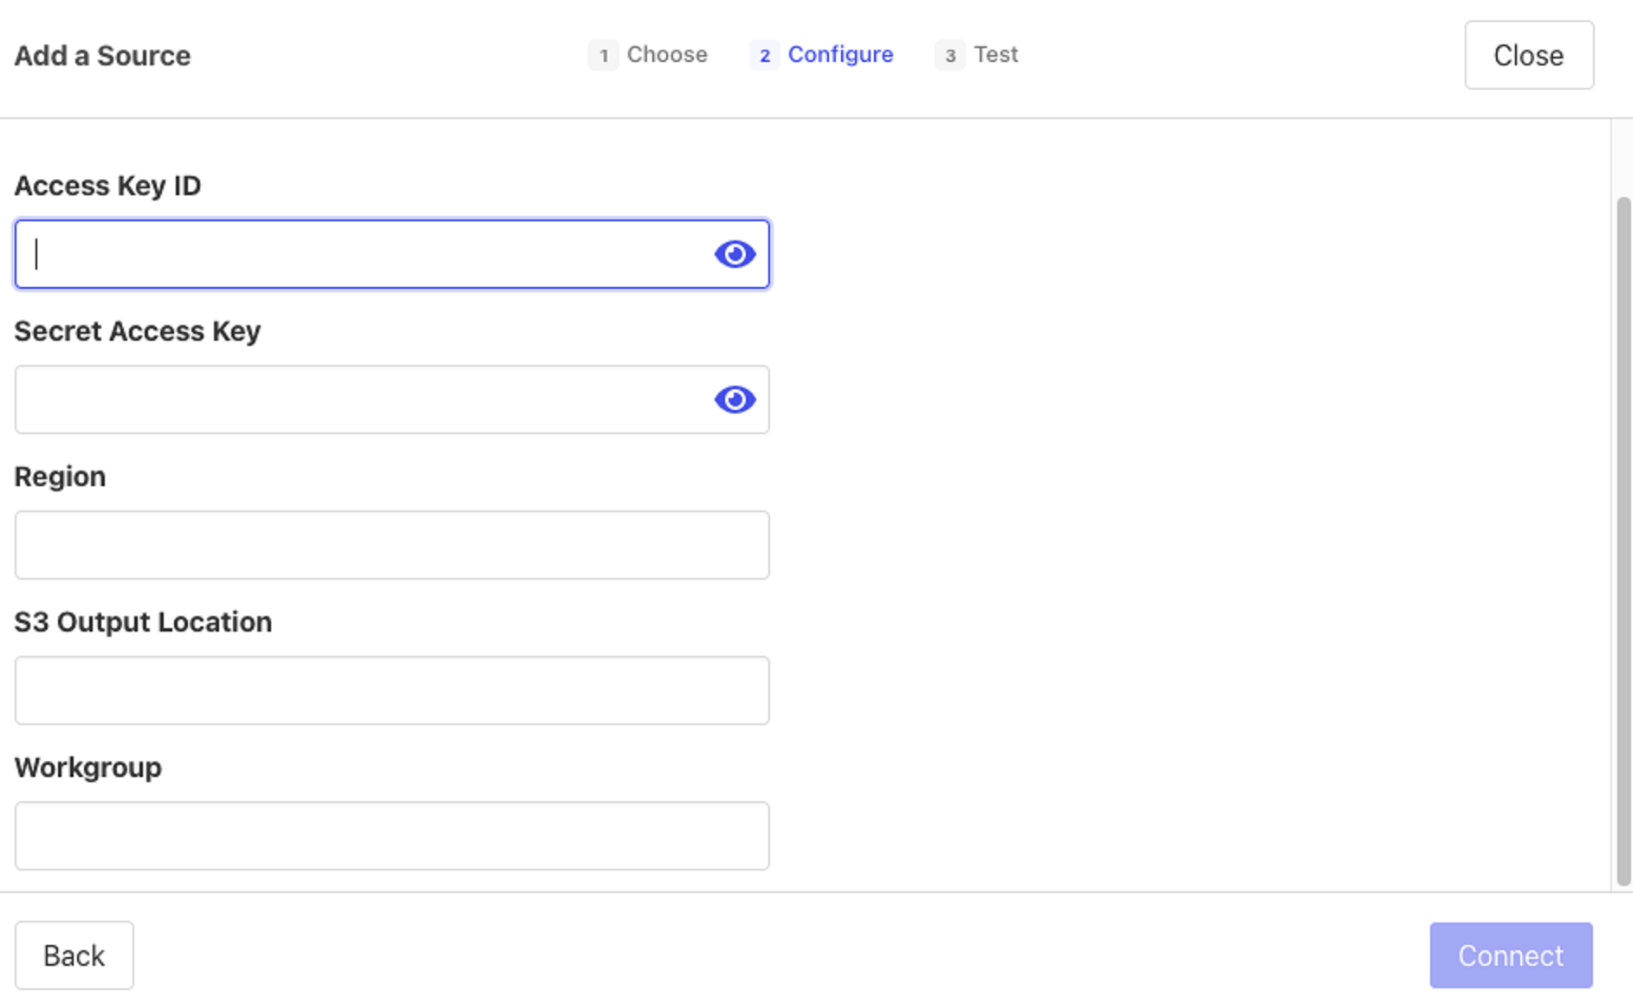 Add a Source
1 Choose 2 Configure 3 Test
Close
Access Key ID
Secret Access Key
Region
S3 Output Location
Workgroup
Back
Connect